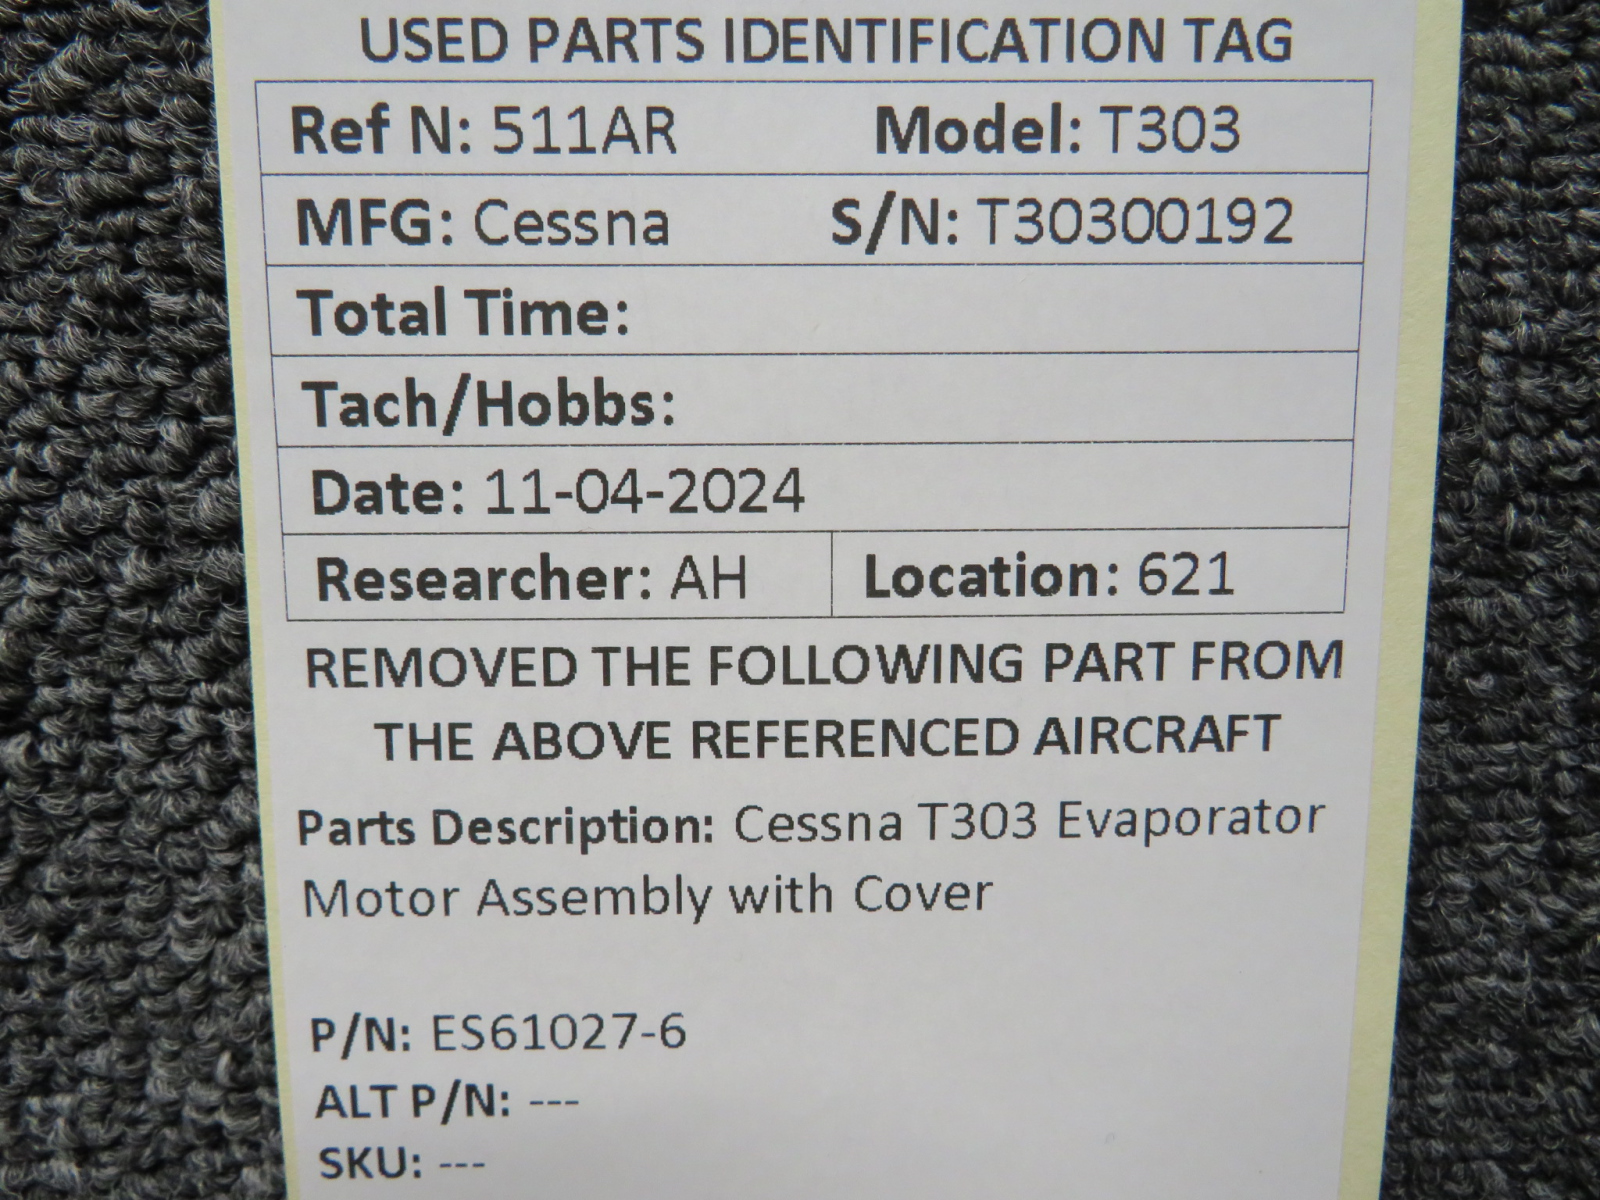 USED PARTS IDENTIFICATION TAG
Ref N: 511AR Model: T303
MFG: Cessna S/N: T30300192
Total Time:
Tach/Hobbs:
Date: 11-04-2024
Researcher: AH Location: 621
REMOVED THE FOLLOWING PART FROM
THE ABOVE REFERENCED AIRCRAFT
Parts Description: Cessna T303 Evaporator
Motor Assembly with Cover
P/N: ES61027-6
ALT P/N: ---
SKU: ---